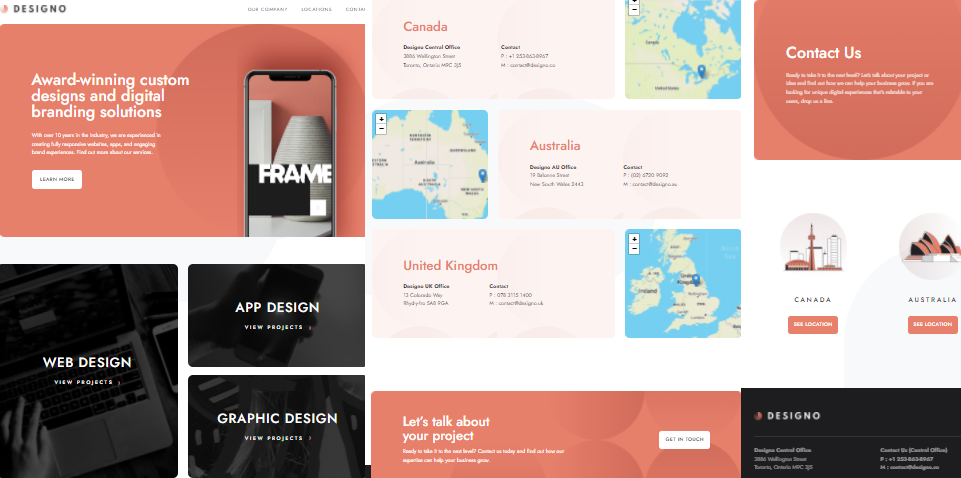 DESIGNO
OUR COMPANY
LOCATIONS
Award-winning custom
designs and digital
branding solutions
With over 10 years in the industry, we are experienced in
creating fully responsive websites, apps, and engaging
brand experiences. Find out more about our services.
LEARN MORE
FRAME
WEB DESIGN
VIEW PROJECTS
APP DESIGN
VIEW PROJECTS
GRAPHIC DESIGN
VIEW PROJECTS
Canada
Designo Central Office
3886 Wellington Street
Toronto, Ontario M9C 3J5
Contact
P : +1 253-863-8967
M : contact@designo.co
−
Canada
United States
+
−
Australia
Australia
Designo AU Office
19 Balonne Street
New South Wales 2443
Contact
P : (02) 6720 9092
M : contact@designo.au
United Kingdom
Designo UK Office
13 Colorado Way
Rhyd-y-fro SA8 9GA
Contact
P : 078 3115 1400
M : contact@designo.uk
+
−
United
Kingdom
Ireland
London
Let's talk about
your project
Ready to take it to the next level? Contact us today and find out how our
expertise can help your business grow.
GET IN TOUCH
Contact Us
Ready to take it to the next level? Let's talk about your project or
idea and find out how we can help your business grow. If you are
looking for unique digital experiences that's relatable to your
users, drop us a line.
CANADA
SEE LOCATION
AUSTRALIA
SEE LOCATION
DESIGNO
Designo Central Office
3886 Wellington Street
Toronto, Ontario M9C 3J5
Contact Us (Central Office)
P : +1 253-863-8967
M : contact@designo.co